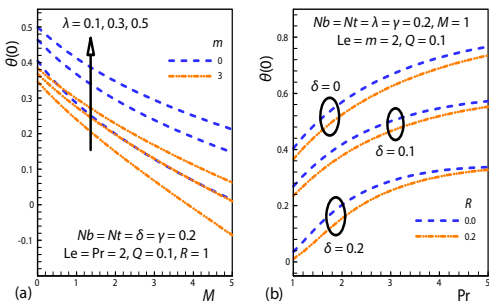 λ = 0.1, 0.3, 0.5
m
0
3
θ(0)
0.5
0.4
0.3
0.2
0.1
0
-0.1
Nb = Nt = δ = γ = 0.2
Le = Pr = 2, Q = 0.1, R = 1
0 1 2 3 4 5
(a) M
Nb = Nt = λ = γ = 0.2, M = 1
Le = m = 2, Q = 0.1
θ(0)
0.8
0.6
0.4
0.2
0
δ = 0
δ = 0.1
δ = 0.2
R
0.0
0.2
1 2 3 4 5
(b) Pr